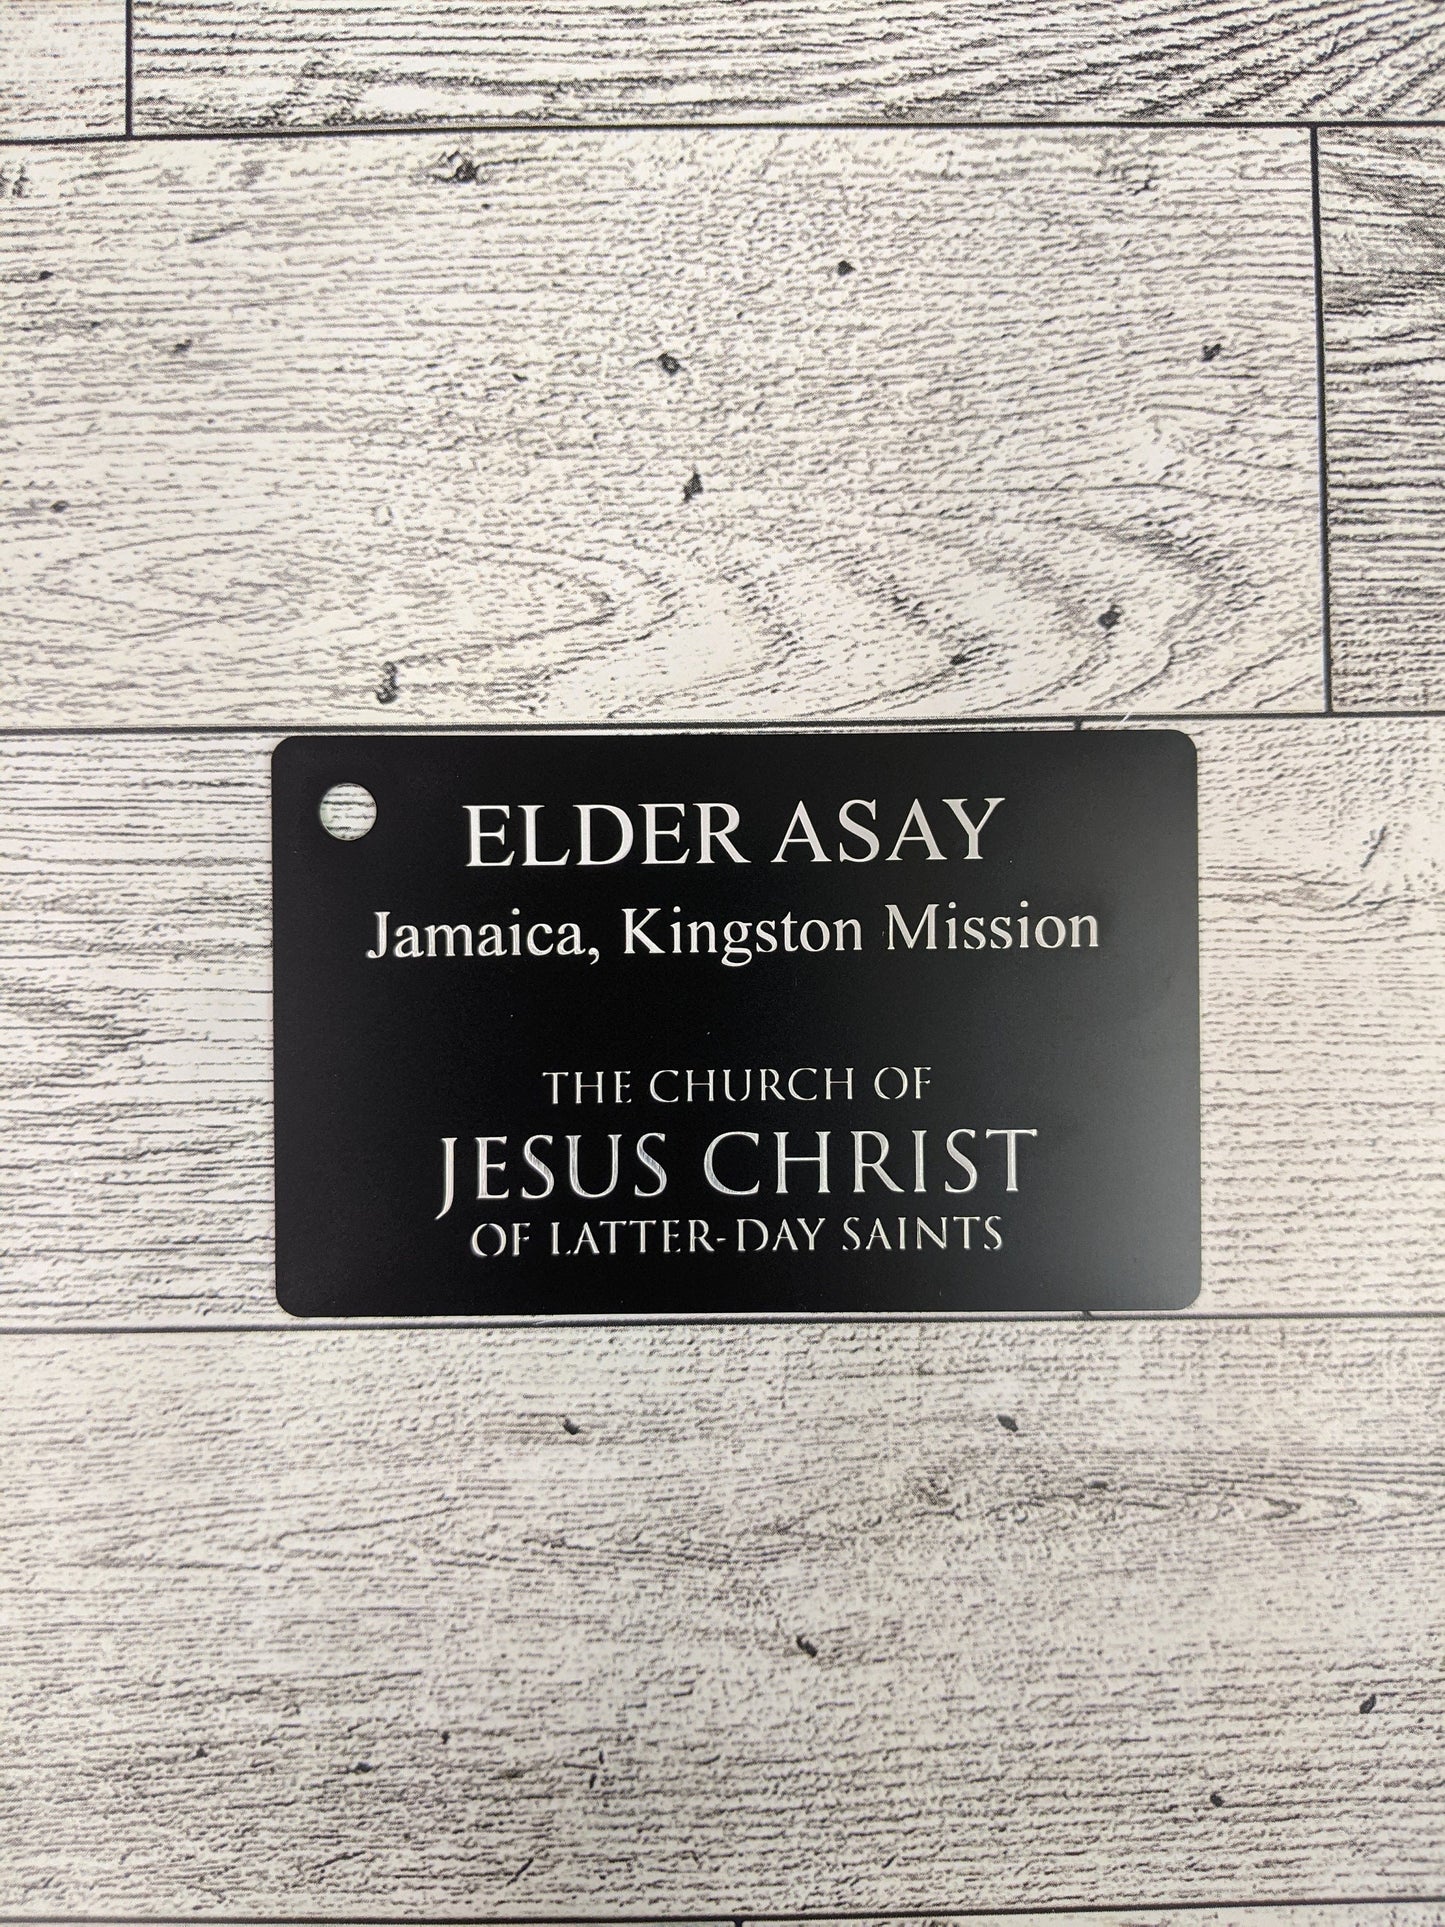 ELDER ASAY
Jamaica, Kingston Mission
THE CHURCH OF
JESUS CHRIST
OF LATTER-DAY SAINTS